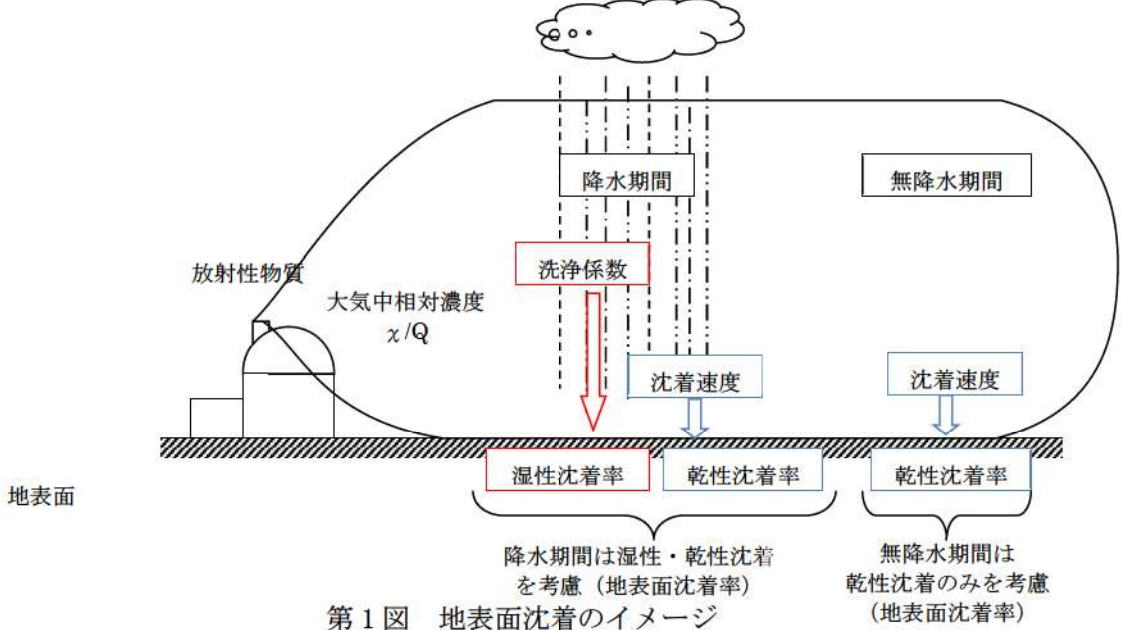 降水期間
無降水期間
洗浄係数
放射性物質
大気中相対濃度
χ/Q
沈着速度
沈着速度
湿性沈着率
乾性沈着率
乾性沈着率
地表面
降水期間は湿性・乾性沈着
を考慮(地表面沈着率)
無降水期間は
乾性沈着のみを考慮
(地表面沈着率)
第1図 地表面沈着のイメージ